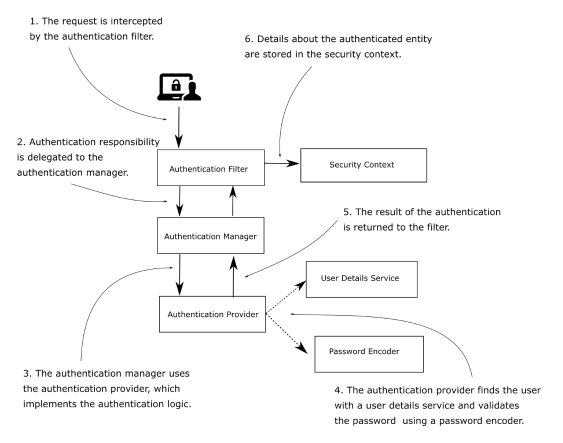 1. The request is intercepted
by the authentication filter.
6. Details about the authenticated entity
are stored in the security context.
2. Authentication responsibility
is delegated to the
authentication manager.
Authentication Filter
Security Context
5. The result of the authentication
is returned to the filter.
Authentication Manager
User Details Service
Authentication Provider
Password Encoder
3. The authentication manager uses
the authentication provider, which
implements the authentication logic.
4. The authentication provider finds the user
with a user details service and validates
the password using a password encoder.